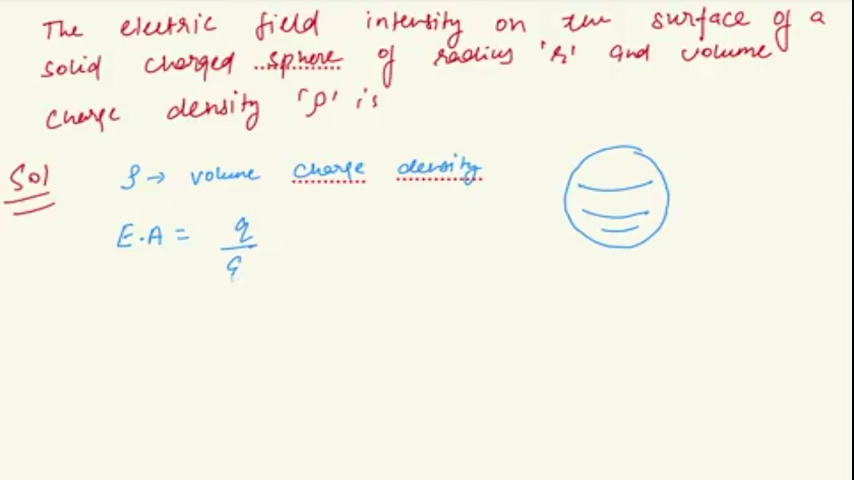 The electric field intensity on the surface of a
solid charged sphere of radius 'r' and volume
charge density 'ρ' is
Sol
ρ → volume charge density
E.A = q/ε